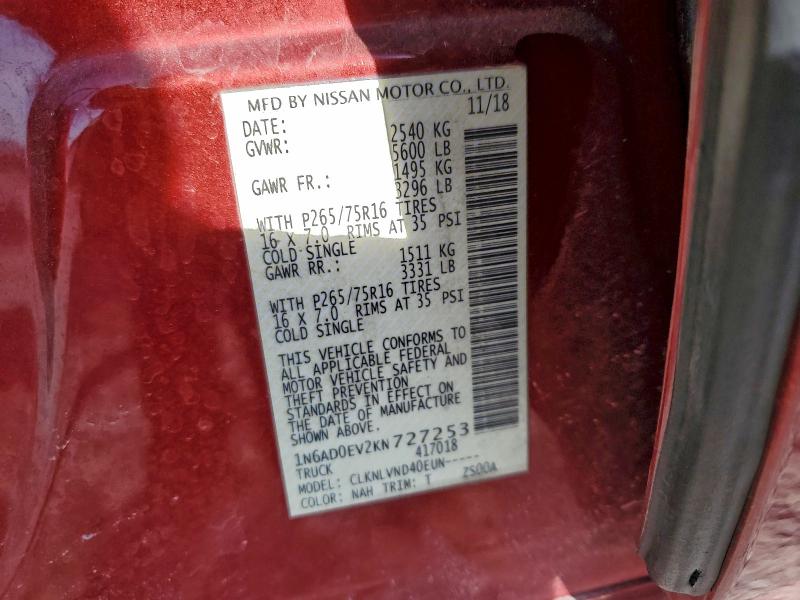 MFD BY NISSAN MOTOR CO., LTD.
DATE: 11/18
GVWR: 2540 KG
5600 LB
GAWR FR.: 1495 KG
3296 LB
WITH P265/75R16 TIRES
16 X 7.0 RIMS AT 35 PSI
COLD SINGLE
GAWR RR.: 1511 KG
3331 LB
WITH P265/75R16 TIRES
16 X 7.0 RIMS AT 35 PSI
COLD SINGLE
THIS VEHICLE CONFORMS TO
ALL APPLICABLE FEDERAL
MOTOR VEHICLE SAFETY AND
THEFT PREVENTION
STANDARDS IN EFFECT ON
THE DATE OF MANUFACTURE
SHOWN ABOVE.
1N6AD0EV2KN727253
TRUCK 417018
MODEL: CLKNLVND40EUN-----
COLOR: NAH TRIM: T ZS00A